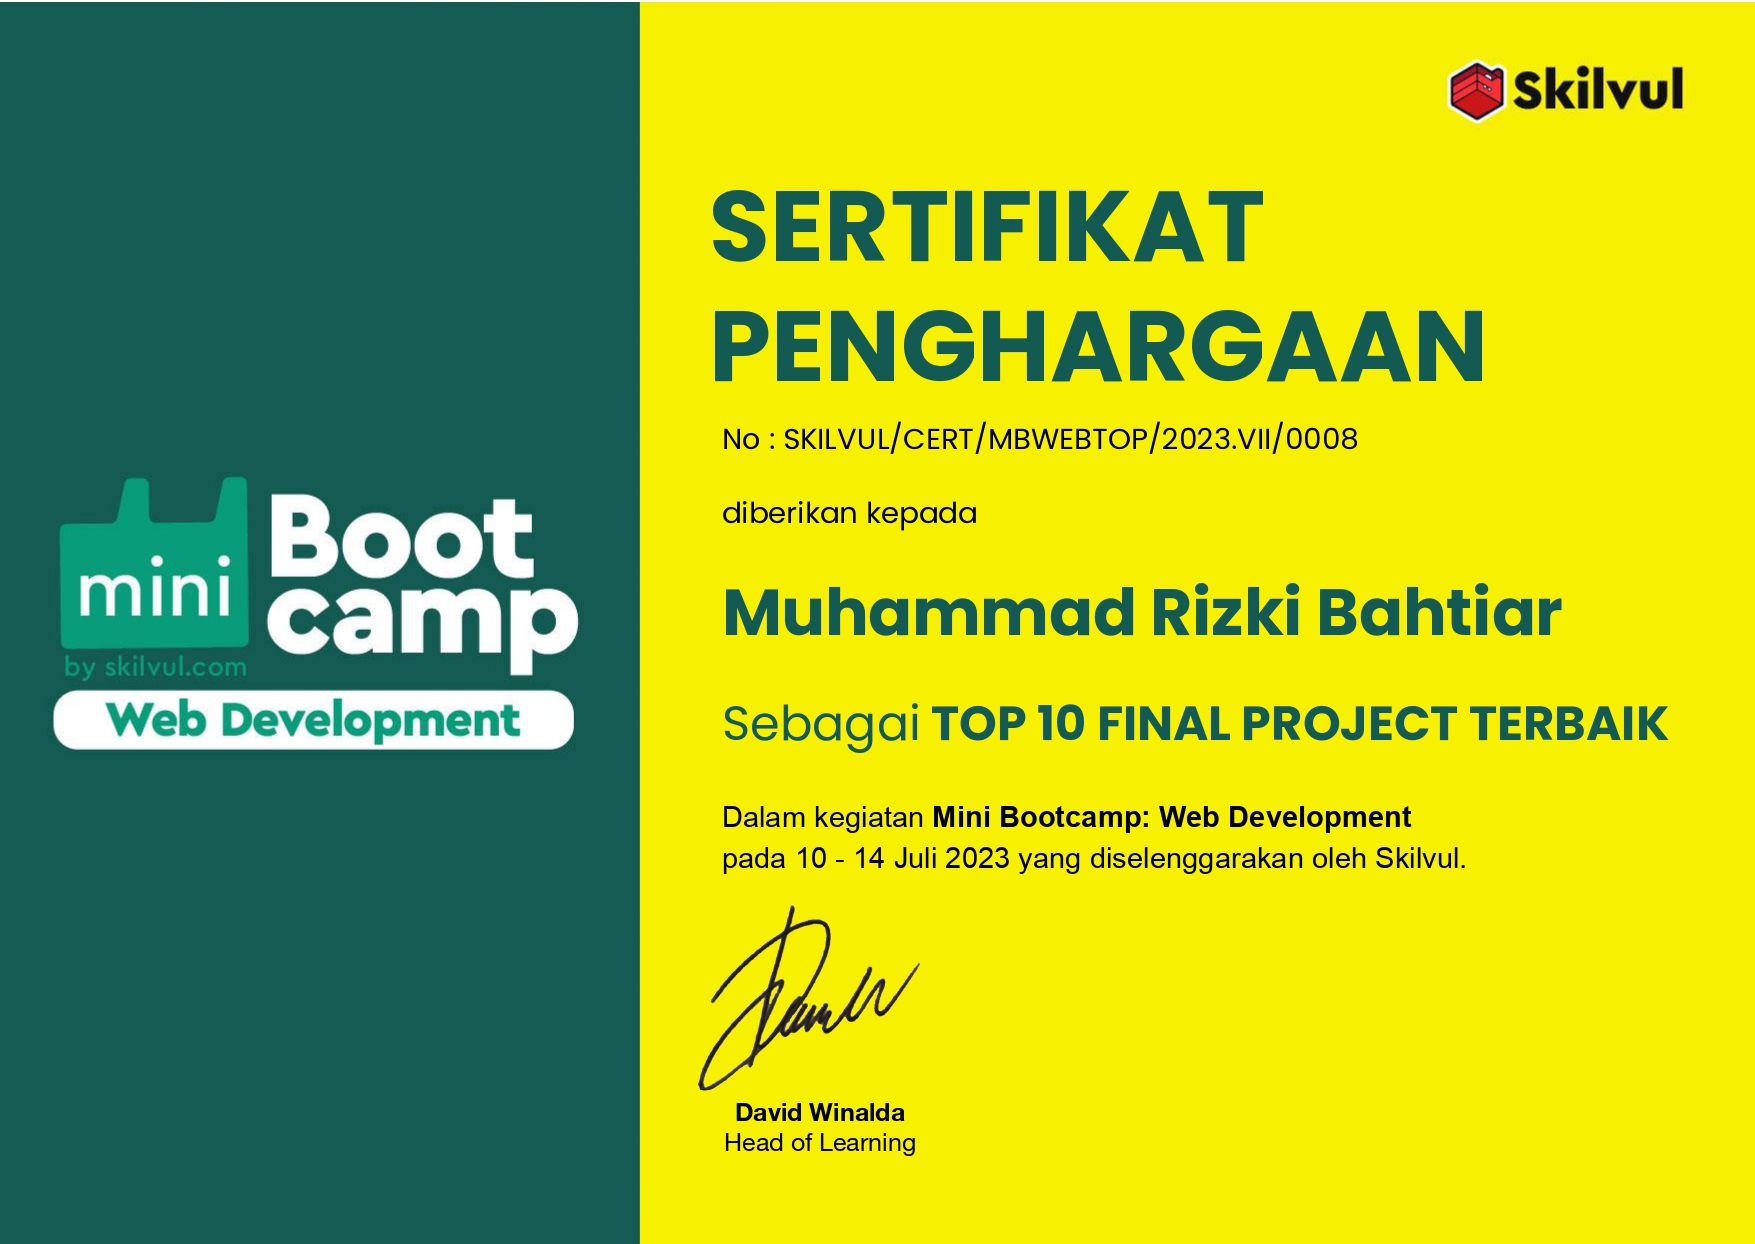 Skilvul
SERTIFIKAT
PENGHARGAAN
No : SKILVUL/CERT/MBWEBTOP/2023.VII/0008
diberikan kepada
Muhammad Rizki Bahtiar
Sebagai TOP 10 FINAL PROJECT TERBAIK
Dalam kegiatan Mini Bootcamp: Web Development
pada 10 - 14 Juli 2023 yang diselenggarakan oleh Skilvul.
David Winalda
Head of Learning
mini
Boot
camp
by skilvul.com
Web Development